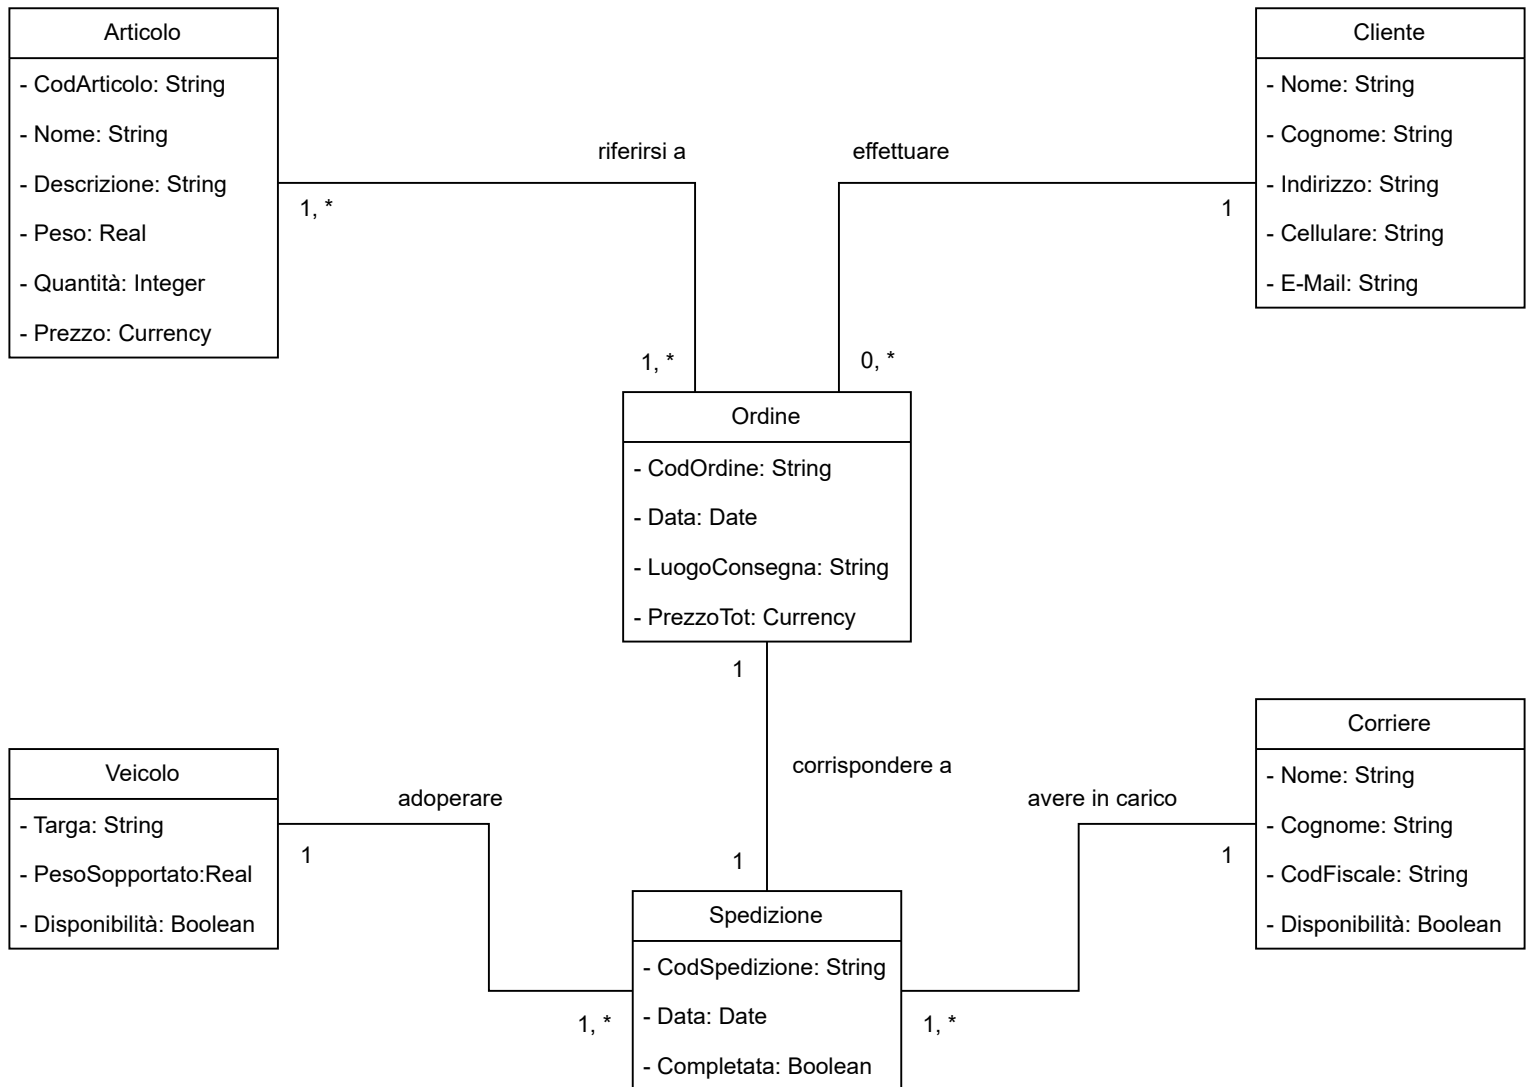 Articolo
- CodArticolo: String
- Nome: String
- Descrizione: String
- Peso: Real
- Quantità: Integer
- Prezzo: Currency
riferirsi a
1, *
1, *
effettuare
1
0, *
Cliente
- Nome: String
- Cognome: String
- Indirizzo: String
- Cellulare: String
- E-Mail: String
Ordine
- CodOrdine: String
- Data: Date
- LuogoConsegna: String
- PrezzoTot: Currency
1
corrispondere a
1
Veicolo
- Targa: String
- PesoSopportato:Real
- Disponibilità: Boolean
adoperare
1
1, *
avere in carico
1
1, *
Corriere
- Nome: String
- Cognome: String
- CodFiscale: String
- Disponibilità: Boolean
Spedizione
- CodSpedizione: String
- Data: Date
- Completata: Boolean